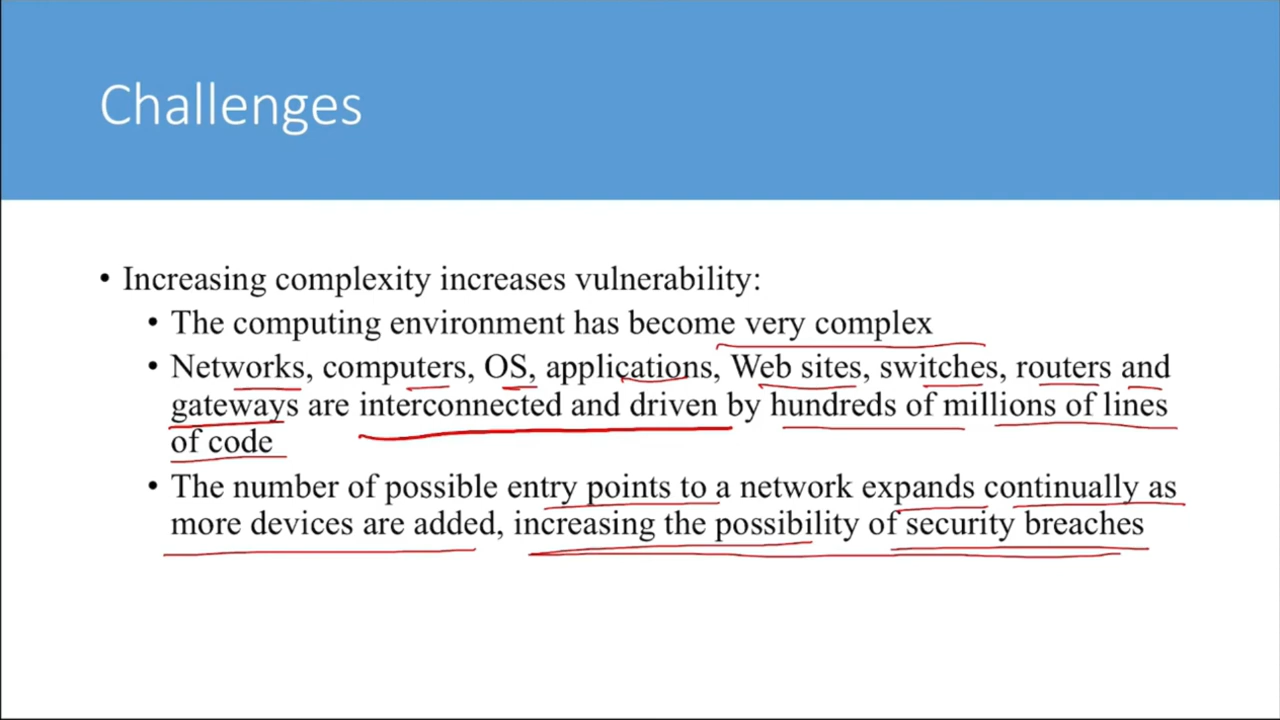 Challenges
• Increasing complexity increases vulnerability:
• The computing environment has become very complex
• Networks, computers, OS, applications, Web sites, switches, routers and
gateways are interconnected and driven by hundreds of millions of lines
of code
• The number of possible entry points to a network expands continually as
more devices are added, increasing the possibility of security breaches